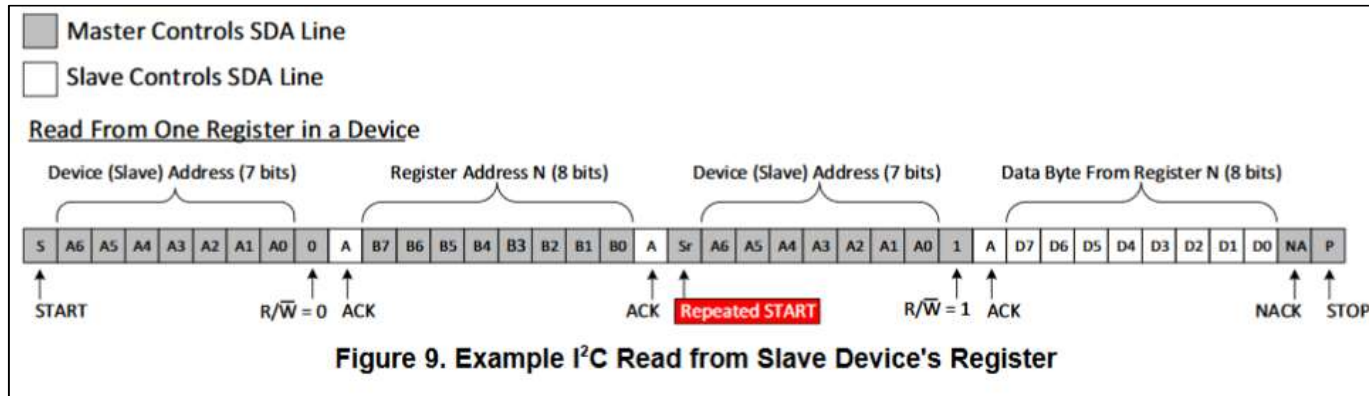 Master Controls SDA Line
Slave Controls SDA Line
Read From One Register in a Device
Device (Slave) Address (7 bits) Register Address N (8 bits) Device (Slave) Address (7 bits) Data Byte From Register N (8 bits)
S A6 A5 A4 A3 A2 A1 A0 0 A B7 B6 B5 B4 B3 B2 B1 B0 A Sr A6 A5 A4 A3 A2 A1 A0 1 A D7 D6 D5 D4 D3 D2 D1 D0 NA P
START R/W̅ = 0 ACK ACK Repeated START R/W̅ = 1 ACK NACK STOP
Figure 9. Example I²C Read from Slave Device's Register